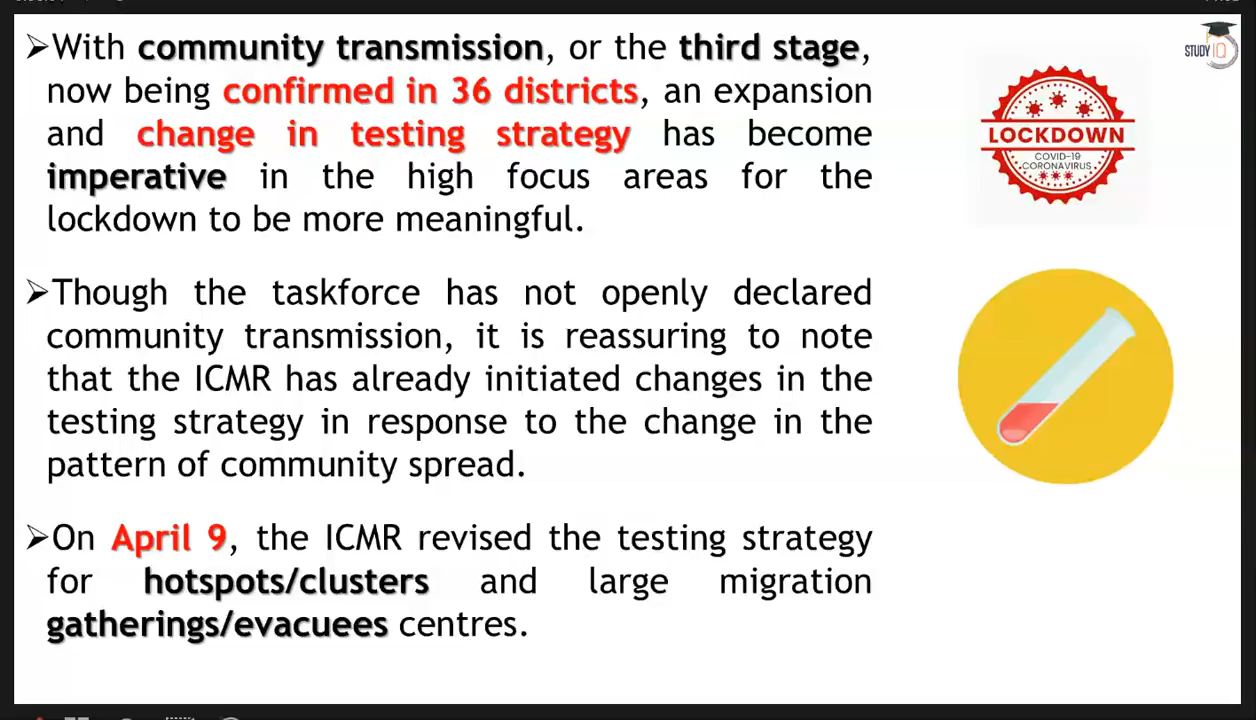 ➢With community transmission, or the third stage,
now being confirmed in 36 districts, an expansion
and change in testing strategy has become
imperative in the high focus areas for the
lockdown to be more meaningful.
➢Though the taskforce has not openly declared
community transmission, it is reassuring to note
that the ICMR has already initiated changes in the
testing strategy in response to the change in the
pattern of community spread.
➢On April 9, the ICMR revised the testing strategy
for hotspots/clusters and large migration
gatherings/evacuees centres.
STUDY IQ
LOCKDOWN
COVID-19
CORONAVIRUS